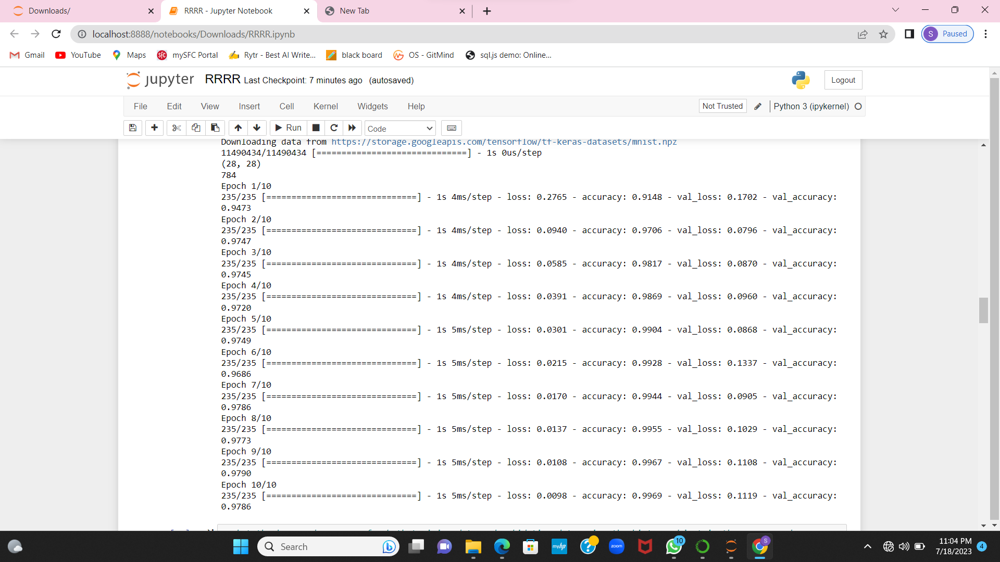 Downloads/
RRRR - Jupyter Notebook
New Tab
localhost:8888/notebooks/Downloads/RRRR.ipynb
S Paused
Gmail YouTube Maps SFC mySFC Portal Rytr - Best AI Write... black board OS - GitMind sql.js demo: Online...
jupyter RRRR Last Checkpoint: 7 minutes ago (autosaved)
Logout
File Edit View Insert Cell Kernel Widgets Help
Not Trusted Python 3 (ipykernel)
Run Code
Downloading data from https://storage.googleapis.com/tensorflow/tf-keras-datasets/mnist.npz
11490434/11490434 [==============================] - 1s 0us/step
(28, 28)
784
Epoch 1/10
235/235 [==============================] - 1s 4ms/step - loss: 0.2765 - accuracy: 0.9148 - val_loss: 0.1702 - val_accuracy:
0.9473
Epoch 2/10
235/235 [==============================] - 1s 4ms/step - loss: 0.0940 - accuracy: 0.9706 - val_loss: 0.0796 - val_accuracy:
0.9747
Epoch 3/10
235/235 [==============================] - 1s 4ms/step - loss: 0.0585 - accuracy: 0.9817 - val_loss: 0.0870 - val_accuracy:
0.9745
Epoch 4/10
235/235 [==============================] - 1s 4ms/step - loss: 0.0391 - accuracy: 0.9869 - val_loss: 0.0960 - val_accuracy:
0.9720
Epoch 5/10
235/235 [==============================] - 1s 5ms/step - loss: 0.0301 - accuracy: 0.9904 - val_loss: 0.0868 - val_accuracy:
0.9749
Epoch 6/10
235/235 [==============================] - 1s 5ms/step - loss: 0.0215 - accuracy: 0.9928 - val_loss: 0.1337 - val_accuracy:
0.9686
Epoch 7/10
235/235 [==============================] - 1s 5ms/step - loss: 0.0170 - accuracy: 0.9944 - val_loss: 0.0905 - val_accuracy:
0.9786
Epoch 8/10
235/235 [==============================] - 1s 5ms/step - loss: 0.0137 - accuracy: 0.9955 - val_loss: 0.1029 - val_accuracy:
0.9773
Epoch 9/10
235/235 [==============================] - 1s 5ms/step - loss: 0.0108 - accuracy: 0.9967 - val_loss: 0.1108 - val_accuracy:
0.9790
Epoch 10/10
235/235 [==============================] - 1s 5ms/step - loss: 0.0098 - accuracy: 0.9969 - val_loss: 0.1119 - val_accuracy:
0.9786
Search
myhp
zoom
10
S
11:04 PM
7/18/2023
4